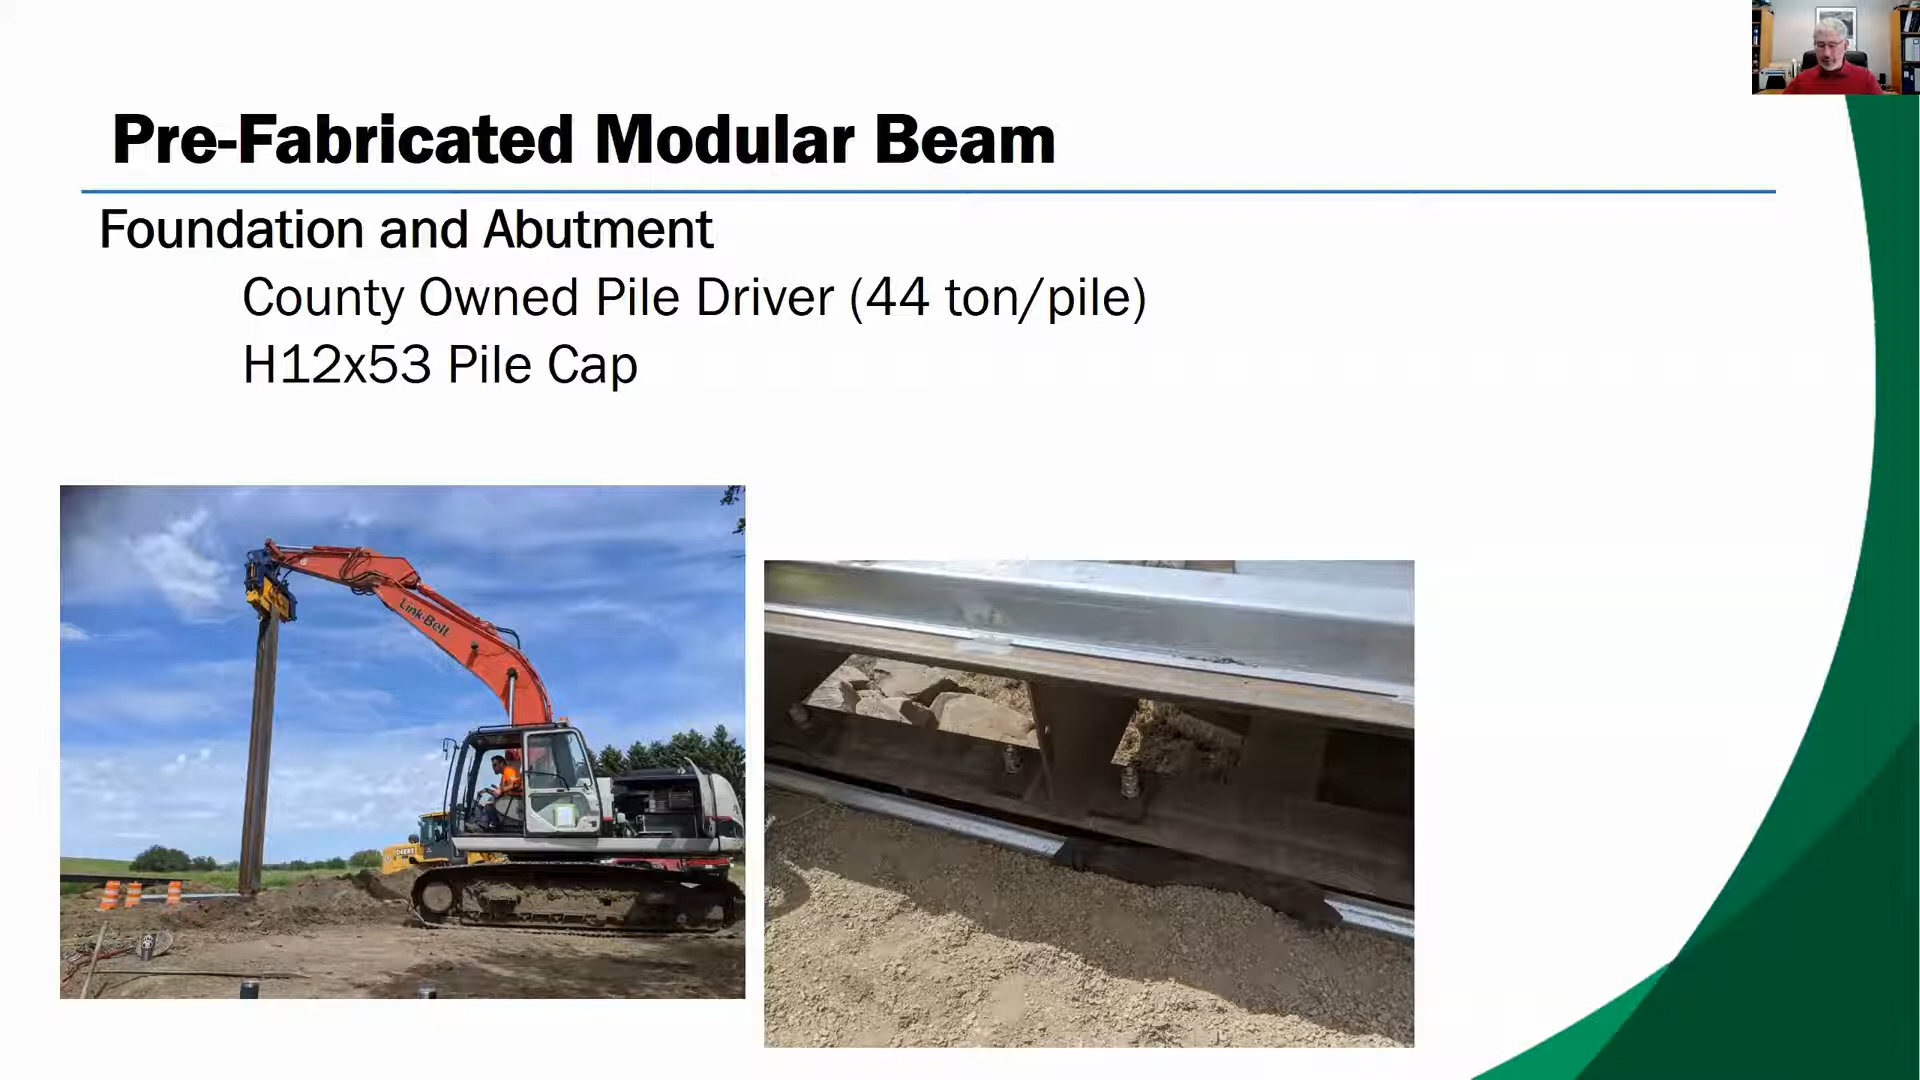 Pre-Fabricated Modular Beam
Foundation and Abutment
County Owned Pile Driver (44 ton/pile)
H12x53 Pile Cap
Link-Belt
DEERE